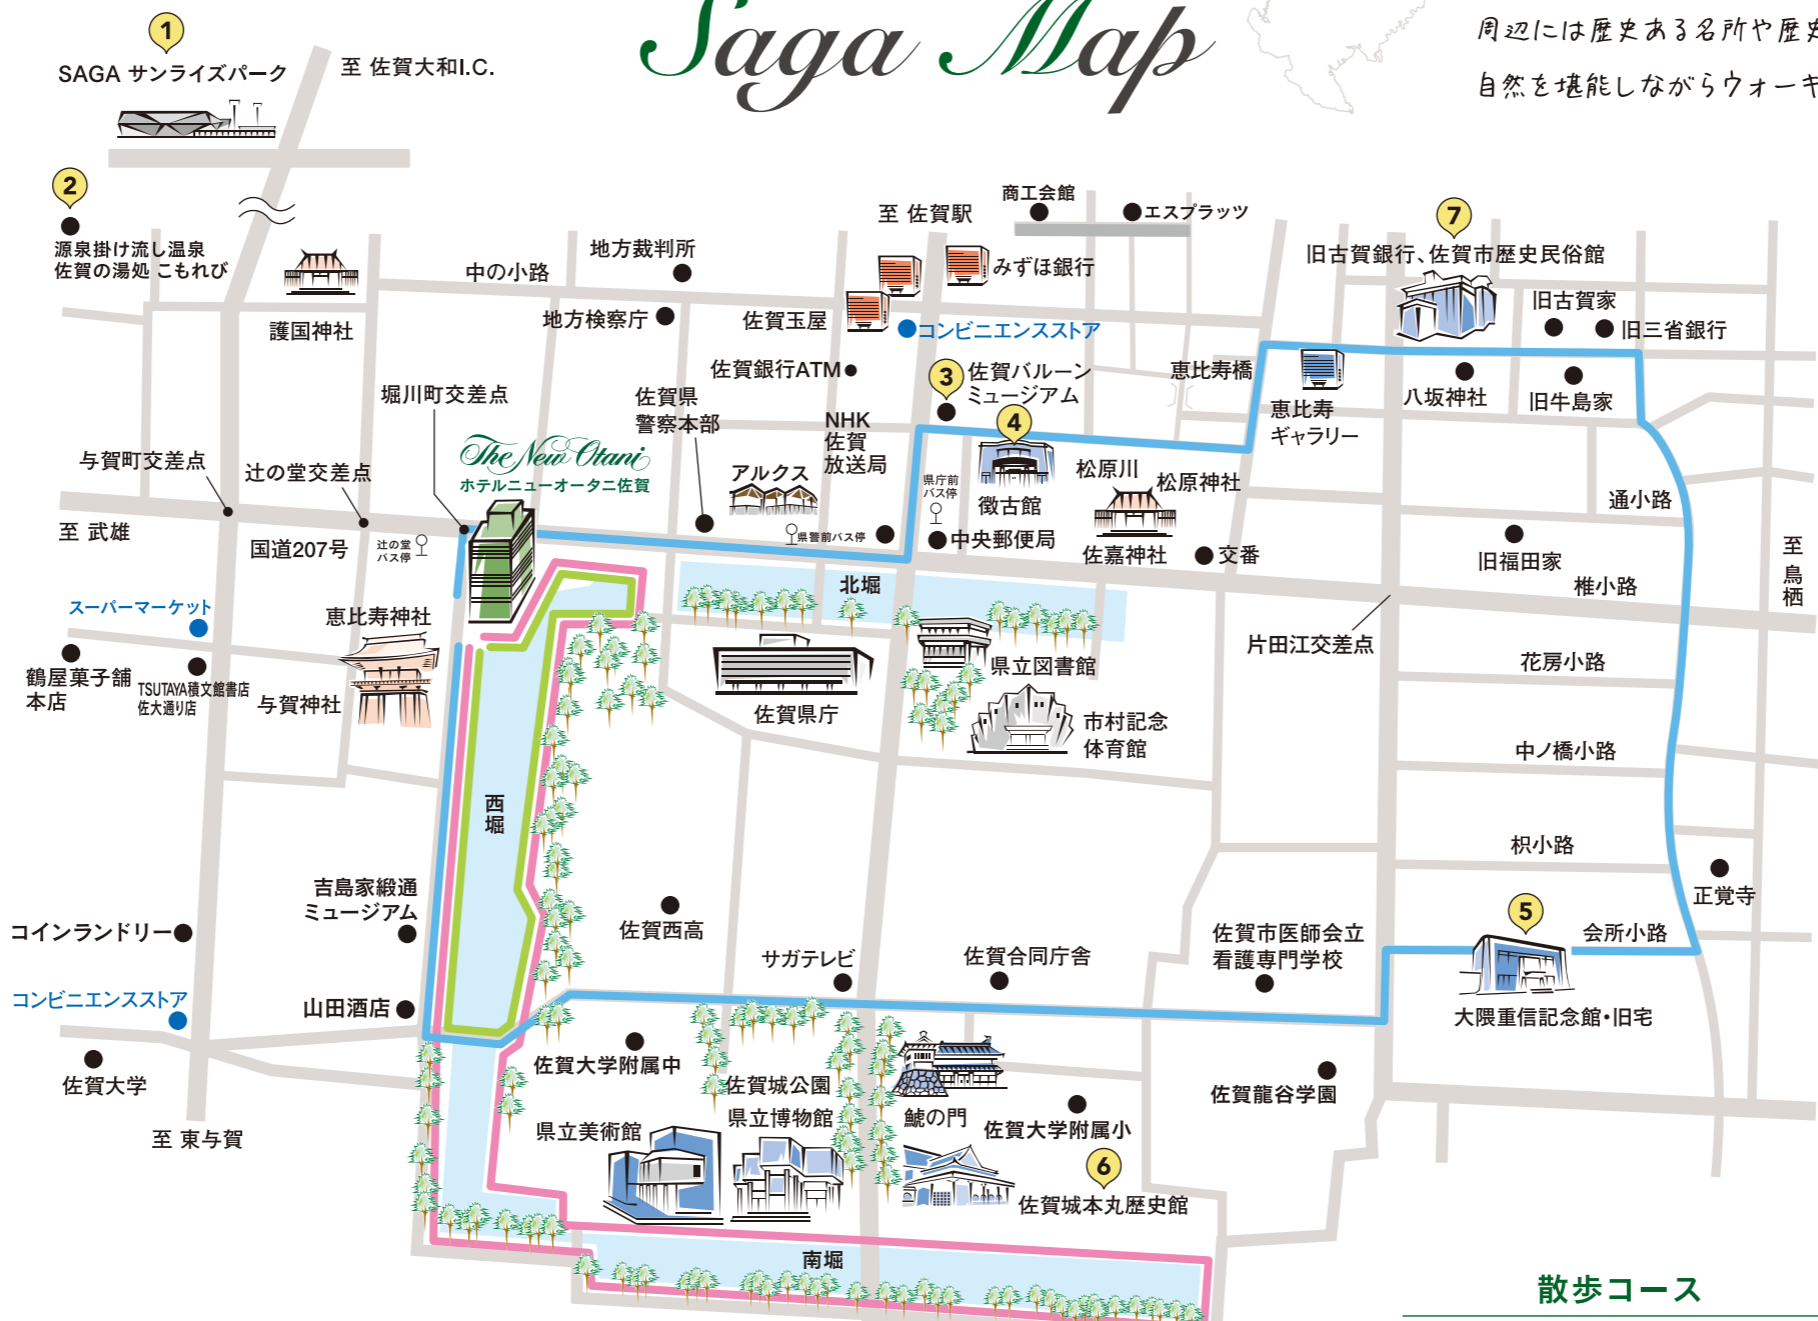 Saga Map
周辺には歴史ある名所や歴史
自然を堪能しながらウォーキ
1
SAGA サンライズパーク
至 佐賀大和I.C.
2
源泉掛け流し温泉
佐賀の湯処 こもれび
護国神社
中の小路
地方裁判所
地方検察庁
至 佐賀駅
商工会館
エスプラッツ
みずほ銀行
佐賀玉屋
コンビニエンスストア
7
旧古賀銀行、佐賀市歴史民俗館
旧古賀家
旧三省銀行
佐賀銀行ATM
3
佐賀バルーン
ミュージアム
恵比寿橋
恵比寿
ギャラリー
八坂神社
旧牛島家
堀川町交差点
佐賀県
警察本部
NHK
佐賀
放送局
4
徴古館
与賀町交差点
辻の堂交差点
The New Otani
ホテルニューオータニ佐賀
アルクス
県庁前
バス停
松原川
松原神社
通小路
至 武雄
国道207号
辻の堂
バス停
県警前バス停
中央郵便局
佐嘉神社
交番
旧福田家
至 鳥栖
スーパーマーケット
恵比寿神社
北堀
椎小路
片田江交差点
鶴屋菓子舗
本店
TSUTAYA積文館書店
佐大通り店
与賀神社
佐賀県庁
県立図書館
花房小路
市村記念
体育館
中ノ橋小路
西堀
枳小路
吉島家緞通
ミュージアム
コインランドリー
佐賀西高
サガテレビ
佐賀合同庁舎
佐賀市医師会立
看護専門学校
5
会所小路
正覚寺
コンビニエンスストア
山田酒店
大隈重信記念館・旧宅
佐賀大学
佐賀大学附属中
佐賀城公園
佐賀龍谷学園
至 東与賀
県立美術館
県立博物館
鯱の門
佐賀大学附属小
6
佐賀城本丸歴史館
南堀
散歩コース